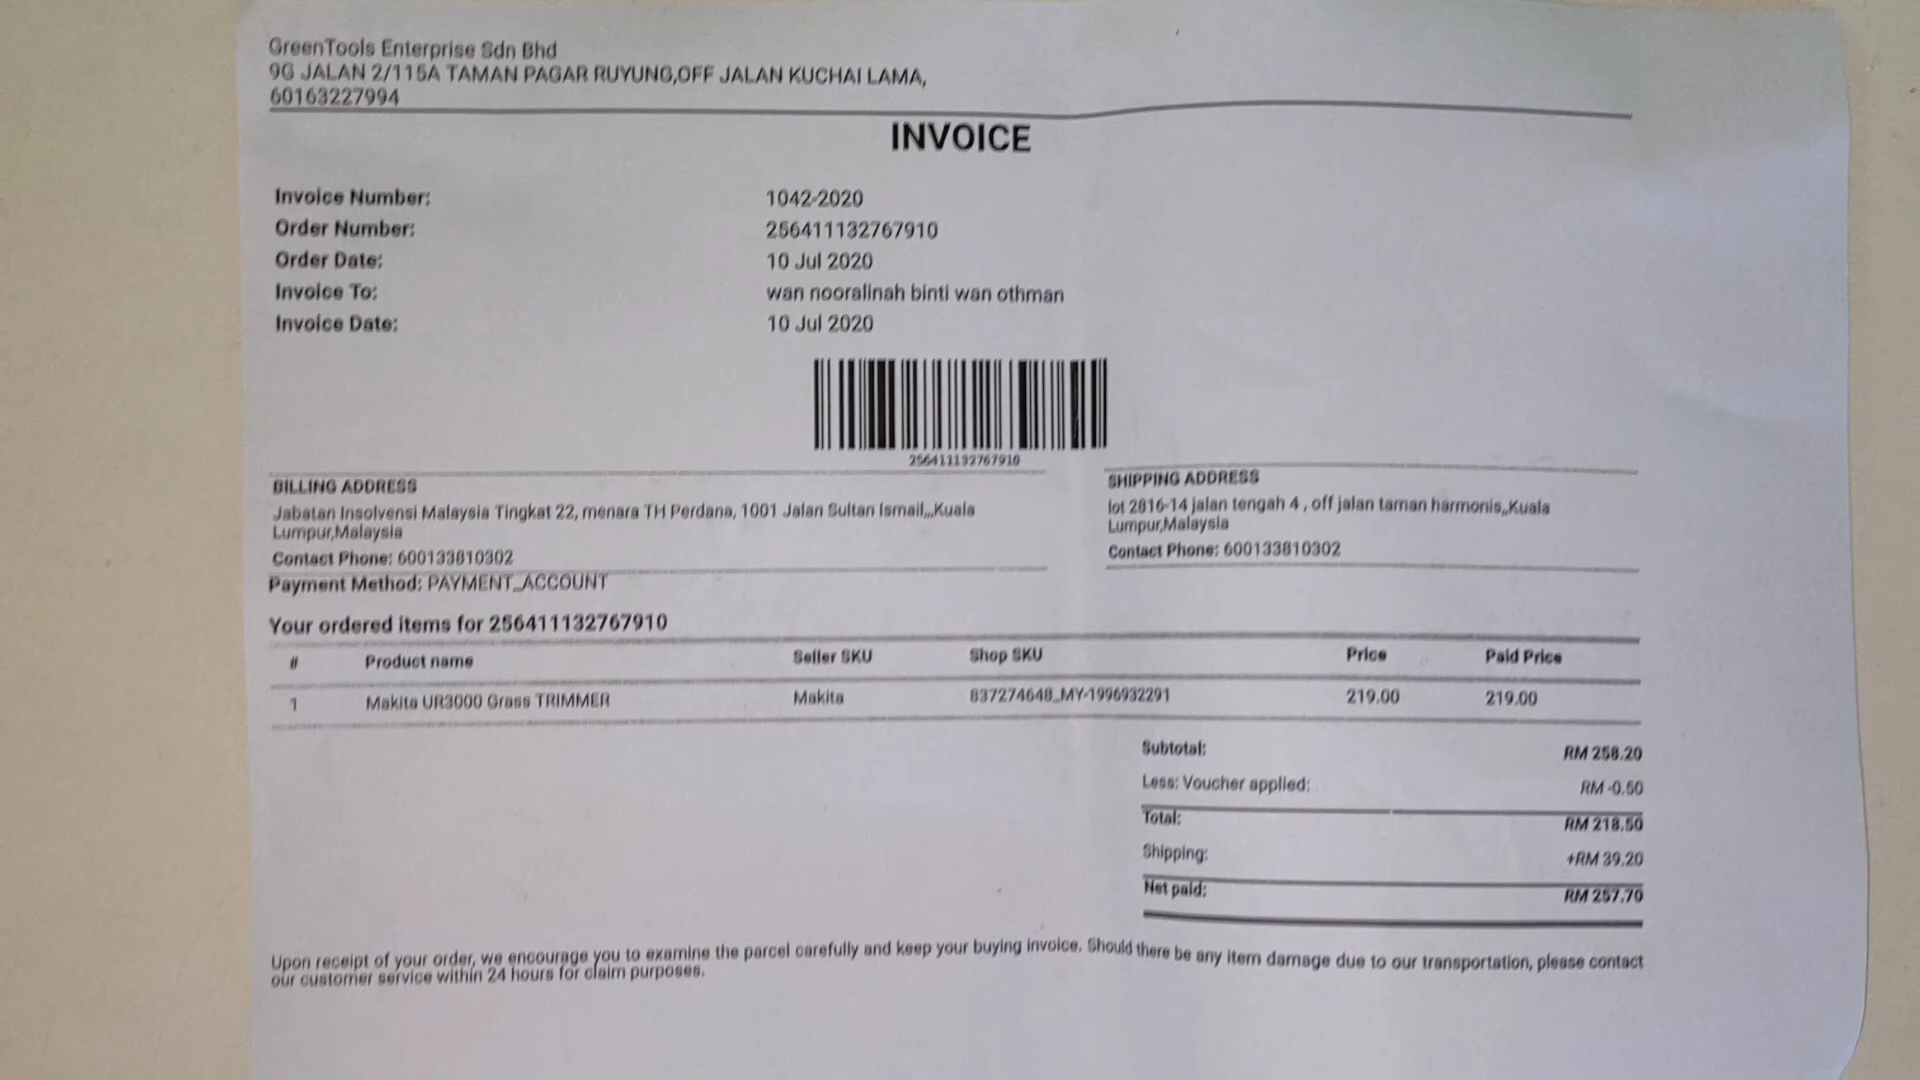 GreenTools Enterprise Sdn Bhd
9G JALAN 2/115A TAMAN PAGAR RUYUNG,OFF JALAN KUCHAI LAMA,
60163227994
INVOICE
Invoice Number: 1042-2020
Order Number: 256411132767910
Order Date: 10 Jul 2020
Invoice To: wan nooralinah binti wan othman
Invoice Date: 10 Jul 2020
256411132767910
BILLING ADDRESS
Jabatan Insolvensi Malaysia Tingkat 22, menara TH Perdana, 1001 Jalan Sultan Ismail,,,Kuala
Lumpur,Malaysia
Contact Phone: 600133810302
SHIPPING ADDRESS
lot 2816-14 jalan tengah 4 , off jalan taman harmonis,,Kuala
Lumpur,Malaysia
Contact Phone: 600133810302
Payment Method: PAYMENT_ACCOUNT
Your ordered items for 256411132767910
# Product name Seller SKU Shop SKU Price Paid Price
1 Makita UR3000 Grass TRIMMER Makita 837274648_MY-1996932291 219.00 219.00
Subtotal: RM 258.20
Less: Voucher applied: RM -0.50
Total: RM 218.50
Shipping: +RM 39.20
Net paid: RM 257.70
Upon receipt of your order, we encourage you to examine the parcel carefully and keep your buying invoice. Should there be any item damage due to our transportation, please contact
our customer service within 24 hours for claim purposes.